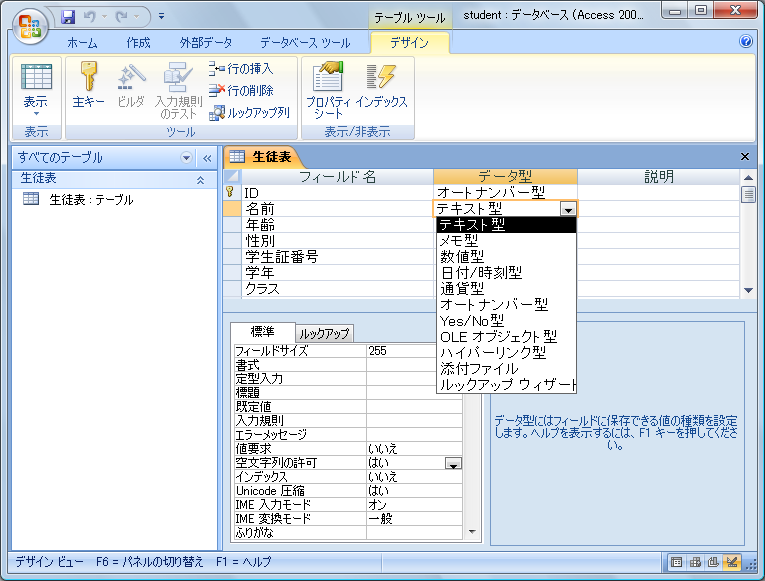 テーブル ツール
student : データベース (Access 200...
ホーム
作成
外部データ
データベース ツール
デザイン
表示
主キー
ビルダ
入力規則
のテスト
行の挿入
行の削除
ルックアップ列
プロパティ
シート
インデックス
表示
ツール
表示/非表示
すべてのテーブル
生徒表
生徒表 : テーブル
生徒表
フィールド名
データ型
説明
ID
オートナンバー型
名前
テキスト型
年齢
性別
学生証番号
学年
クラス
テキスト型
メモ型
数値型
日付/時刻型
通貨型
オートナンバー型
Yes/No型
OLE オブジェクト型
ハイパーリンク型
添付ファイル
ルックアップ ウィザード
標準
ルックアップ
フィールドサイズ 255
書式
定型入力
標題
既定値
入力規則
エラーメッセージ
値要求 いいえ
空文字列の許可 はい
インデックス いいえ
Unicode 圧縮 はい
IME 入力モード オン
IME 変換モード 一般
ふりがな
データ型にはフィールドに保存できる値の種類を設定
します。ヘルプを表示するには、F1 キーを押してくださ
い。
デザイン ビュー F6 = パネルの切り替え F1 = ヘルプ